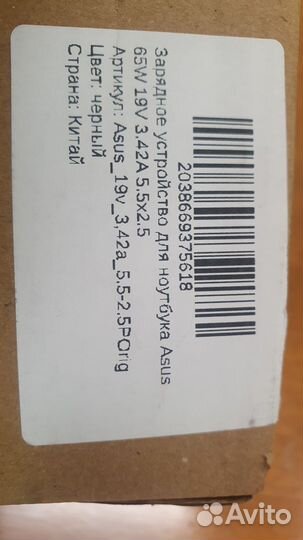 2038669375618
Зарядное устройство для ноутбука Asus
65W 19V 3.42A 5.5x2.5
Артикул: Asus_19v_3,42a_5.5-2.5POrig
Цвет: черный
Страна: Китай
Avito